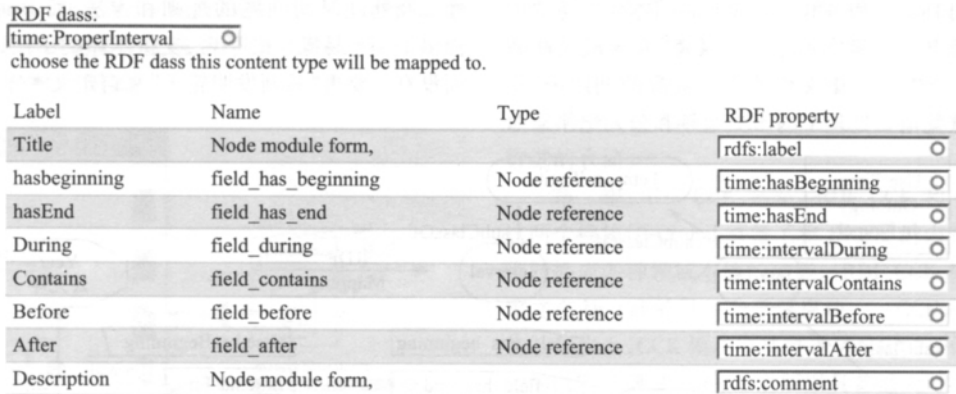 RDF dass:
time:ProperInterval
choose the RDF dass this content type will be mapped to.
Label Name Type RDF property
Title Node module form, rdfs:label
hasbeginning field_has_beginning Node reference time:hasBeginning
hasEnd field_has_end Node reference time:hasEnd
During field_during Node reference time:intervalDuring
Contains field_contains Node reference time:intervalContains
Before field_before Node reference time:intervalBefore
After field_after Node reference time:intervalAfter
Description Node module form, rdfs:comment